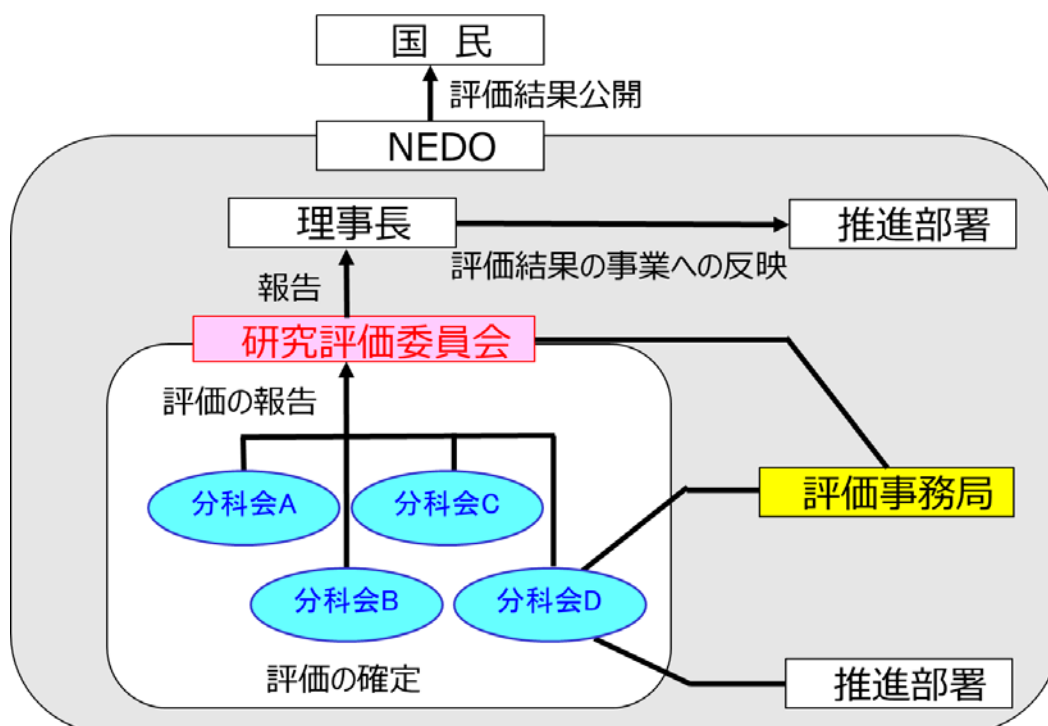 国 民
評価結果公開
NEDO
理事長
推進部署
評価結果の事業への反映
報告
研究評価委員会
評価の報告
分科会A
分科会C
評価事務局
分科会B
分科会D
評価の確定
推進部署